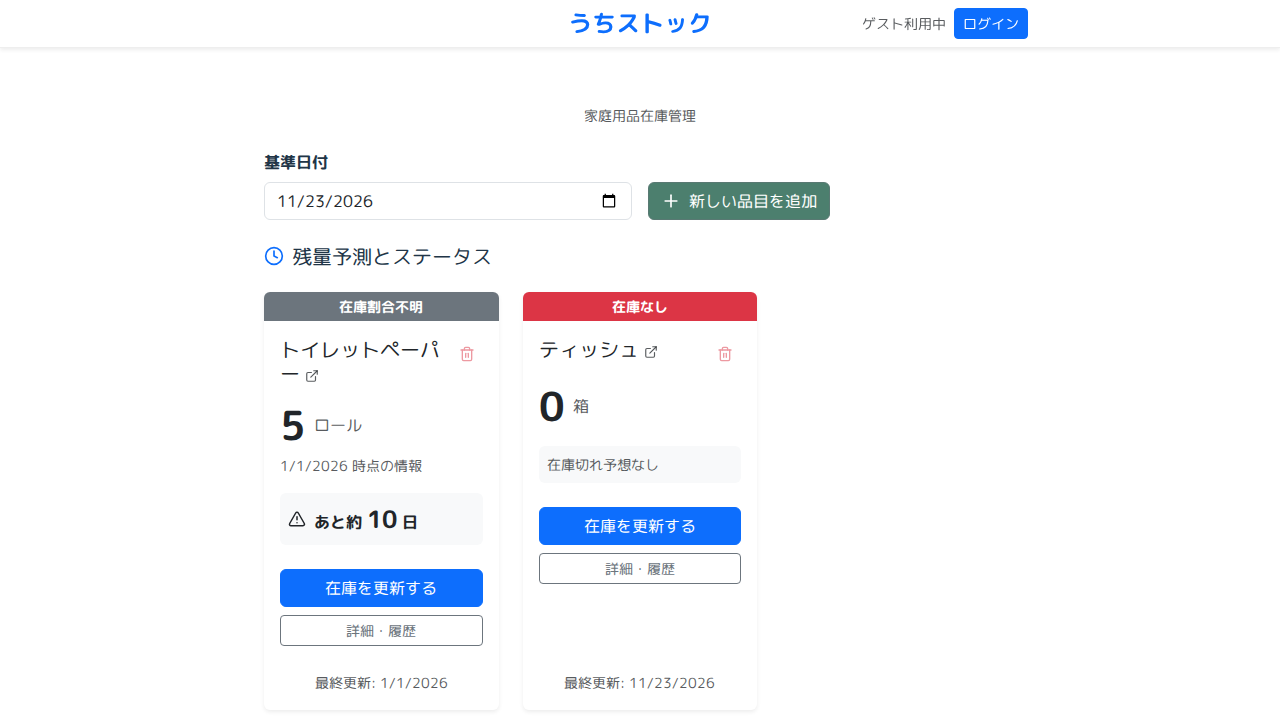 うちストック
ゲスト利用中
ログイン
家庭用品在庫管理
基準日付
11/23/2026
新しい品目を追加
残量予測とステータス
在庫割合不明
トイレットペーパ
ー
5 ロール
1/1/2026 時点の情報
あと約 10 日
在庫を更新する
詳細・履歴
最終更新: 1/1/2026
在庫なし
ティッシュ
0 箱
在庫切れ予想なし
在庫を更新する
詳細・履歴
最終更新: 11/23/2026